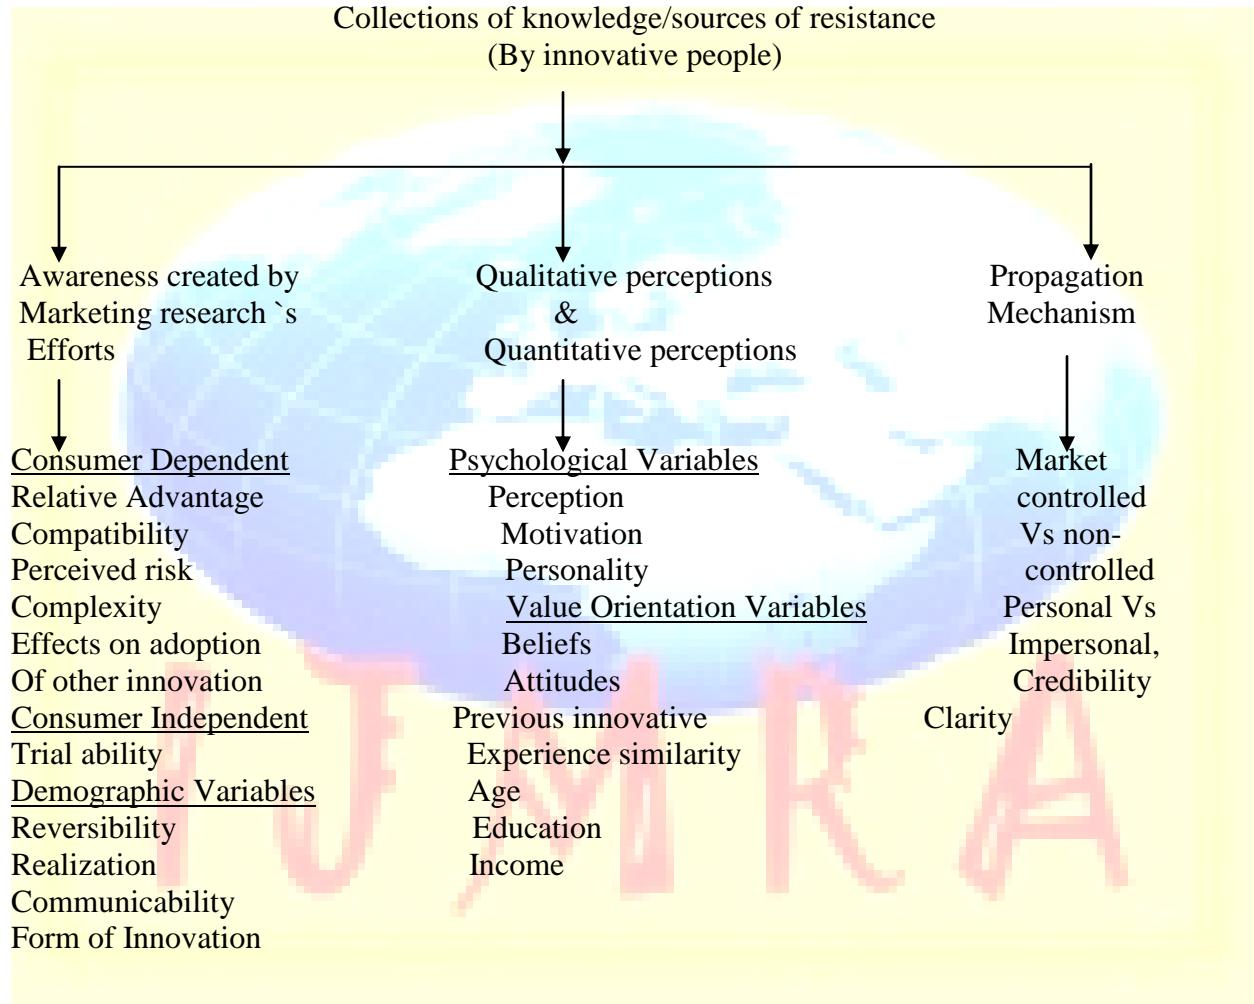 Collections of knowledge/sources of resistance
(By innovative people)
Awareness created by
Marketing research `s
Efforts
Qualitative perceptions
&
Quantitative perceptions
Propagation
Mechanism
Consumer Dependent
Relative Advantage
Compatibility
Perceived risk
Complexity
Effects on adoption
Of other innovation
Consumer Independent
Trial ability
Demographic Variables
Reversibility
Realization
Communicability
Form of Innovation
Psychological Variables
Perception
Motivation
Personality
Value Orientation Variables
Beliefs
Attitudes
Previous innovative
Experience similarity
Age
Education
Income
Market
controlled
Vs non-
controlled
Personal Vs
Impersonal,
Credibility
Clarity
IJMRA